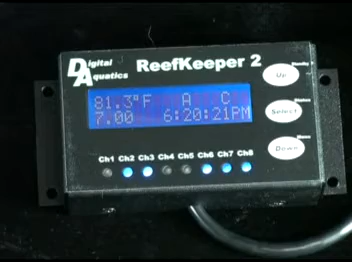 Digital Aquatics
ReefKeeper 2
81.3°F A C
7.00 6:20:21PM
Up
Select
Down
Ch1 Ch2 Ch3 Ch4 Ch5 Ch6 Ch7 Ch8